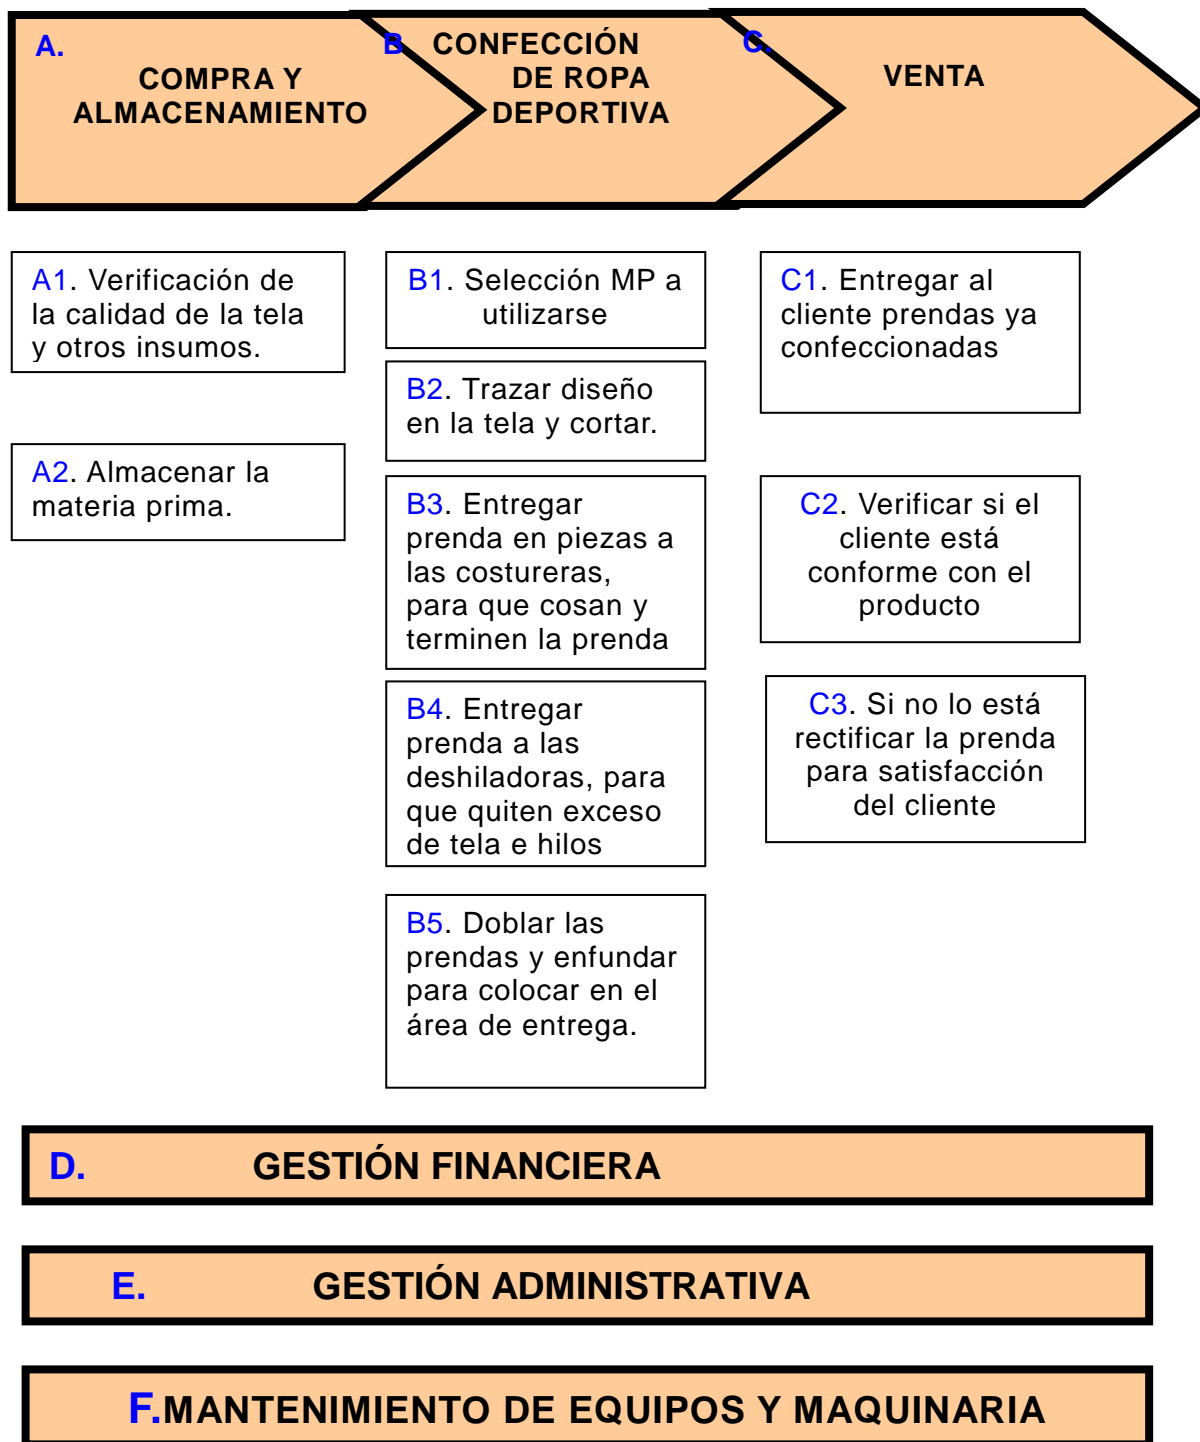 A.
COMPRA Y
ALMACENAMIENTO
B
CONFECCIÓN
DE ROPA
DEPORTIVA
C.
VENTA
A1. Verificación de
la calidad de la tela
y otros insumos.
A2. Almacenar la
materia prima.
B1. Selección MP a
utilizarse
B2. Trazar diseño
en la tela y cortar.
B3. Entregar
prenda en piezas a
las costureras,
para que cosan y
terminen la prenda
B4. Entregar
prenda a las
deshiladoras, para
que quiten exceso
de tela e hilos
B5. Doblar las
prendas y enfundar
para colocar en el
área de entrega.
C1. Entregar al
cliente prendas ya
confeccionadas
C2. Verificar si el
cliente está
conforme con el
producto
C3. Si no lo está
rectificar la prenda
para satisfacción
del cliente
D. GESTIÓN FINANCIERA
E. GESTIÓN ADMINISTRATIVA
F.MANTENIMIENTO DE EQUIPOS Y MAQUINARIA